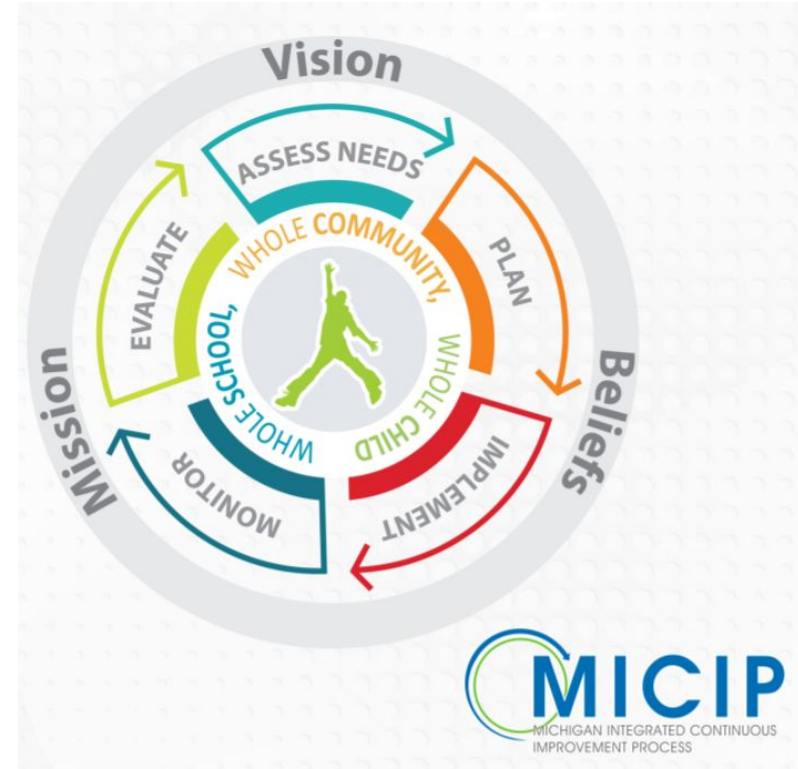 Vision
ASSESS NEEDS
PLAN
IMPLEMENT
MONITOR
EVALUATE
WHOLE SCHOOL, WHOLE COMMUNITY,
WHOLE CHILD
Beliefs
Mission
MICIP
MICHIGAN INTEGRATED CONTINUOUS
IMPROVEMENT PROCESS